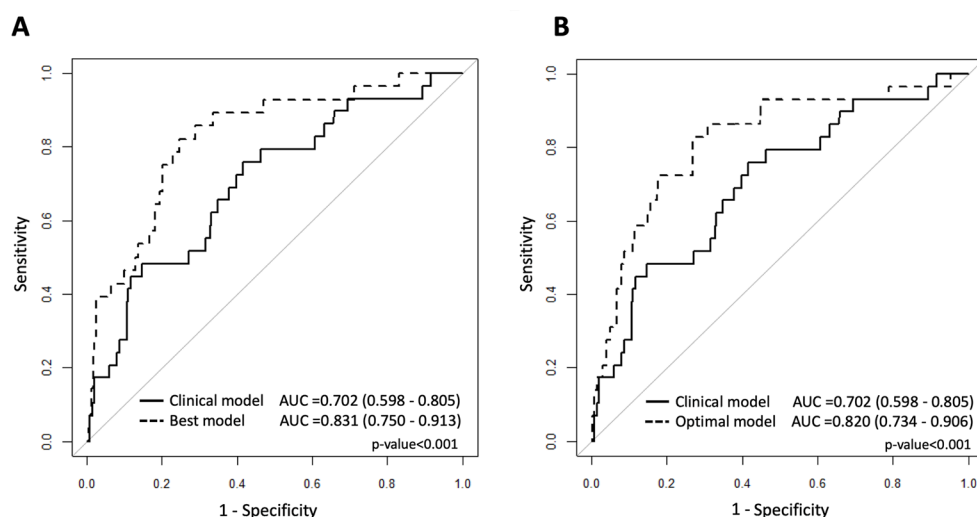 A
1.0
0.8
0.6
0.4
0.2
0.0
Sensitivity
Clinical model AUC =0.702 (0.598 - 0.805)
Best model AUC =0.831 (0.750 - 0.913)
p-value<0.001
0.0 0.2 0.4 0.6 0.8 1.0
1 - Specificity
B
1.0
0.8
0.6
0.4
0.2
0.0
Sensitivity
Clinical model AUC =0.702 (0.598 - 0.805)
Optimal model AUC =0.820 (0.734 - 0.906)
p-value<0.001
0.0 0.2 0.4 0.6 0.8 1.0
1 - Specificity